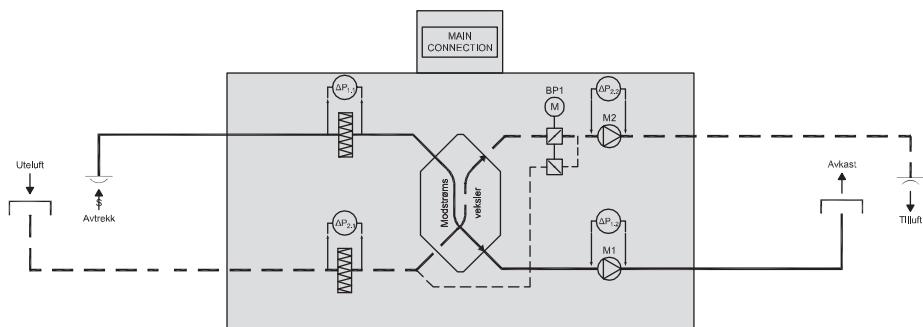 MAIN
CONNECTION
ΔP1.1
BP1
M
ΔP2.2
M2
Uteluft
$
Avtrekk
Modstrøms
veksler
Avkast
Tilluft
ΔP2.1
ΔP1.2
M1